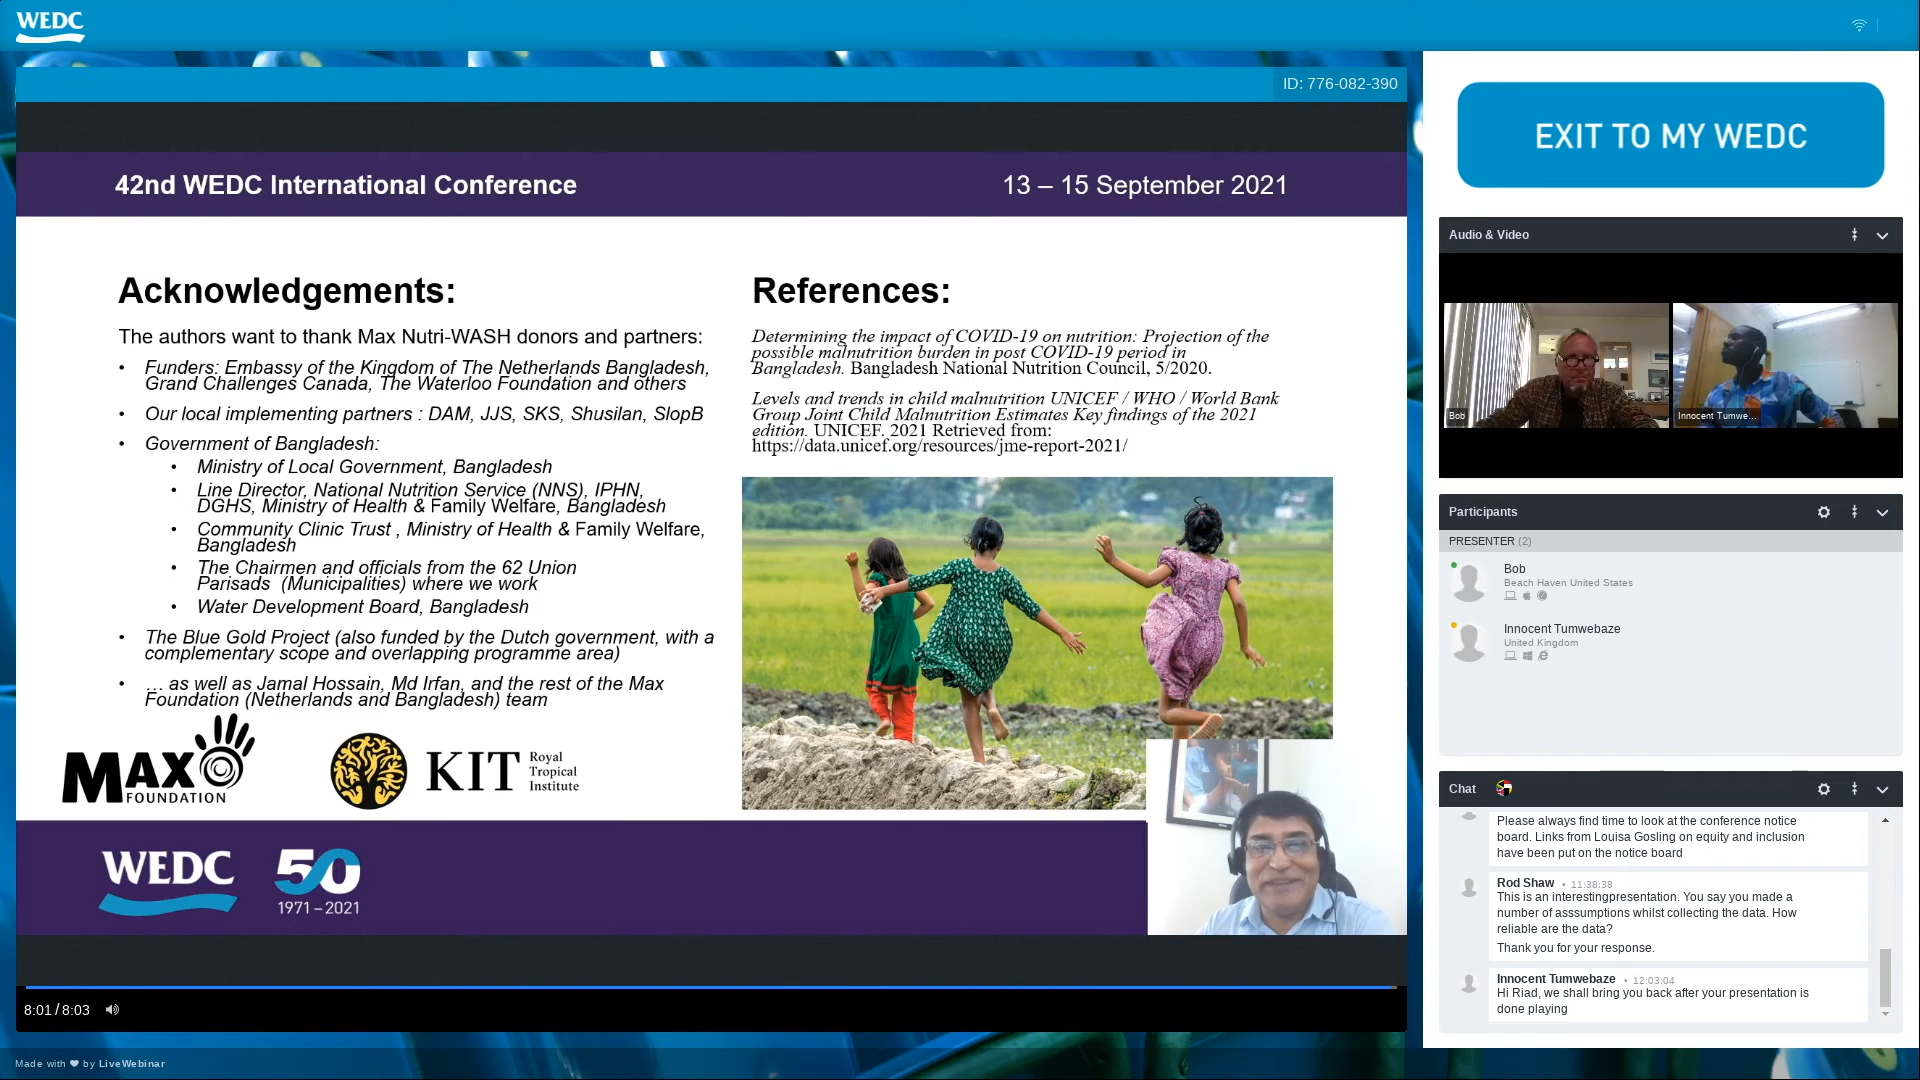 WEDC
ID: 776-082-390
42nd WEDC International Conference
13 – 15 September 2021
Acknowledgements:
The authors want to thank Max Nutri-WASH donors and partners:
• Funders: Embassy of the Kingdom of The Netherlands Bangladesh,
Grand Challenges Canada, The Waterloo Foundation and others
• Our local implementing partners : DAM, JJS, SKS, Shusilan, SlopB
• Government of Bangladesh:
• Ministry of Local Government, Bangladesh
• Line Director, National Nutrition Service (NNS), IPHN,
DGHS, Ministry of Health & Family Welfare, Bangladesh
• Community Clinic Trust , Ministry of Health & Family Welfare,
Bangladesh
• The Chairmen and officials from the 62 Union
Parisads (Municipalities) where we work
• Water Development Board, Bangladesh
• The Blue Gold Project (also funded by the Dutch government, with a
complementary scope and overlapping programme area)
• … as well as Jamal Hossain, Md Irfan, and the rest of the Max
Foundation (Netherlands and Bangladesh) team
References:
Determining the impact of COVID-19 on nutrition: Projection of the
possible malnutrition burden in post COVID-19 period in
Bangladesh. Bangladesh National Nutrition Council, 5/2020.
Levels and trends in child malnutrition UNICEF / WHO / World Bank
Group Joint Child Malnutrition Estimates Key findings of the 2021
edition. UNICEF. 2021 Retrieved from:
https://data.unicef.org/resources/jme-report-2021/
MAX
FOUNDATION
KIT
Royal
Tropical
Institute
WEDC
50
1971 – 2021
8:01 / 8:03
Made with ❤ by LiveWebinar
EXIT TO MY WEDC
Audio & Video
Bob
Innocent Tumwe...
Participants
PRESENTER (2)
Bob
Beach Haven United States
Innocent Tumwebaze
United Kingdom
Chat
Please always find time to look at the conference notice
board. Links from Louisa Gosling on equity and inclusion
have been put on the notice board
Rod Shaw • 11:38:38
This is an interestingpresentation. You say you made a
number of asssumptions whilst collecting the data. How
reliable are the data?
Thank you for your response.
Innocent Tumwebaze • 12:03:04
Hi Riad, we shall bring you back after your presentation is
done playing